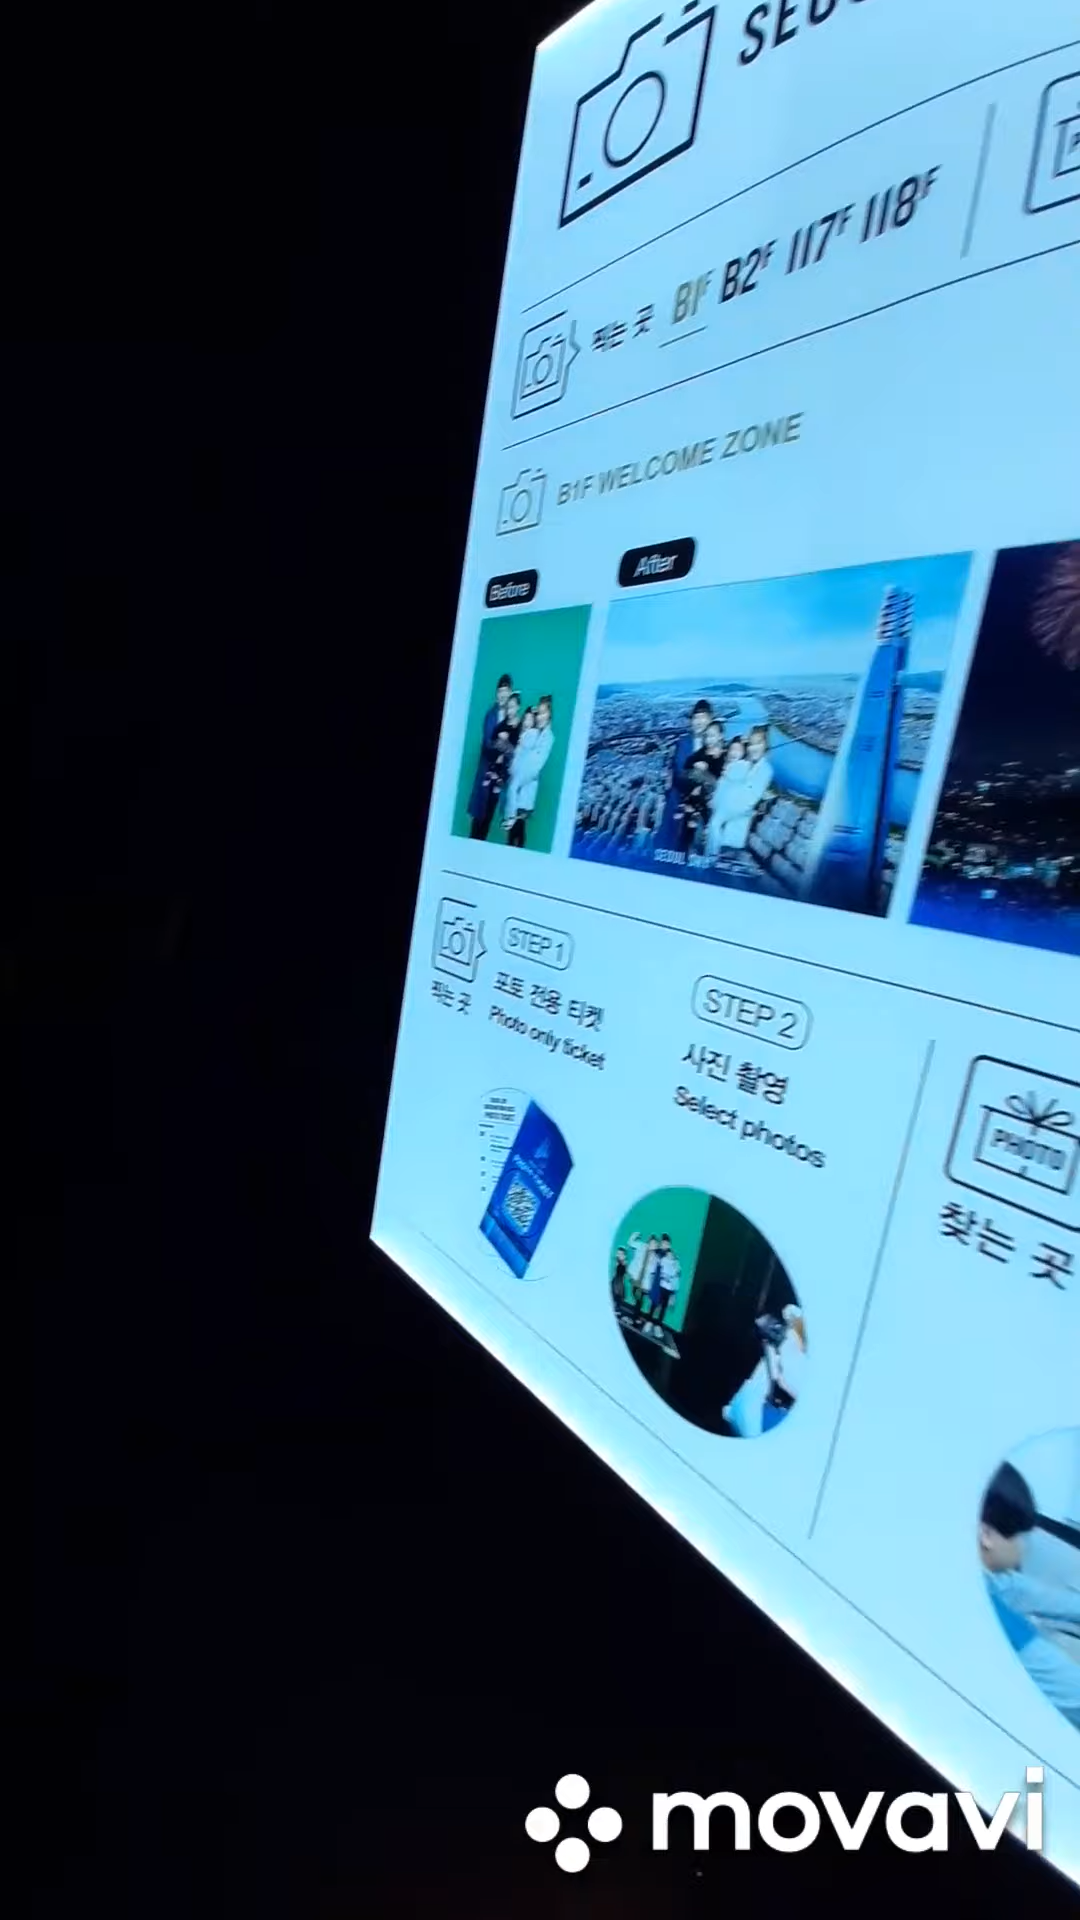 찍는 곳 B1F B2F 117F 118F
B1F WELCOME ZONE
Before
After
STEP 1
포토 전용 티켓
Photo only ticket
찍는 곳
STEP 2
사진 촬영
Select photos
PHOTO
찾는 곳
movavi